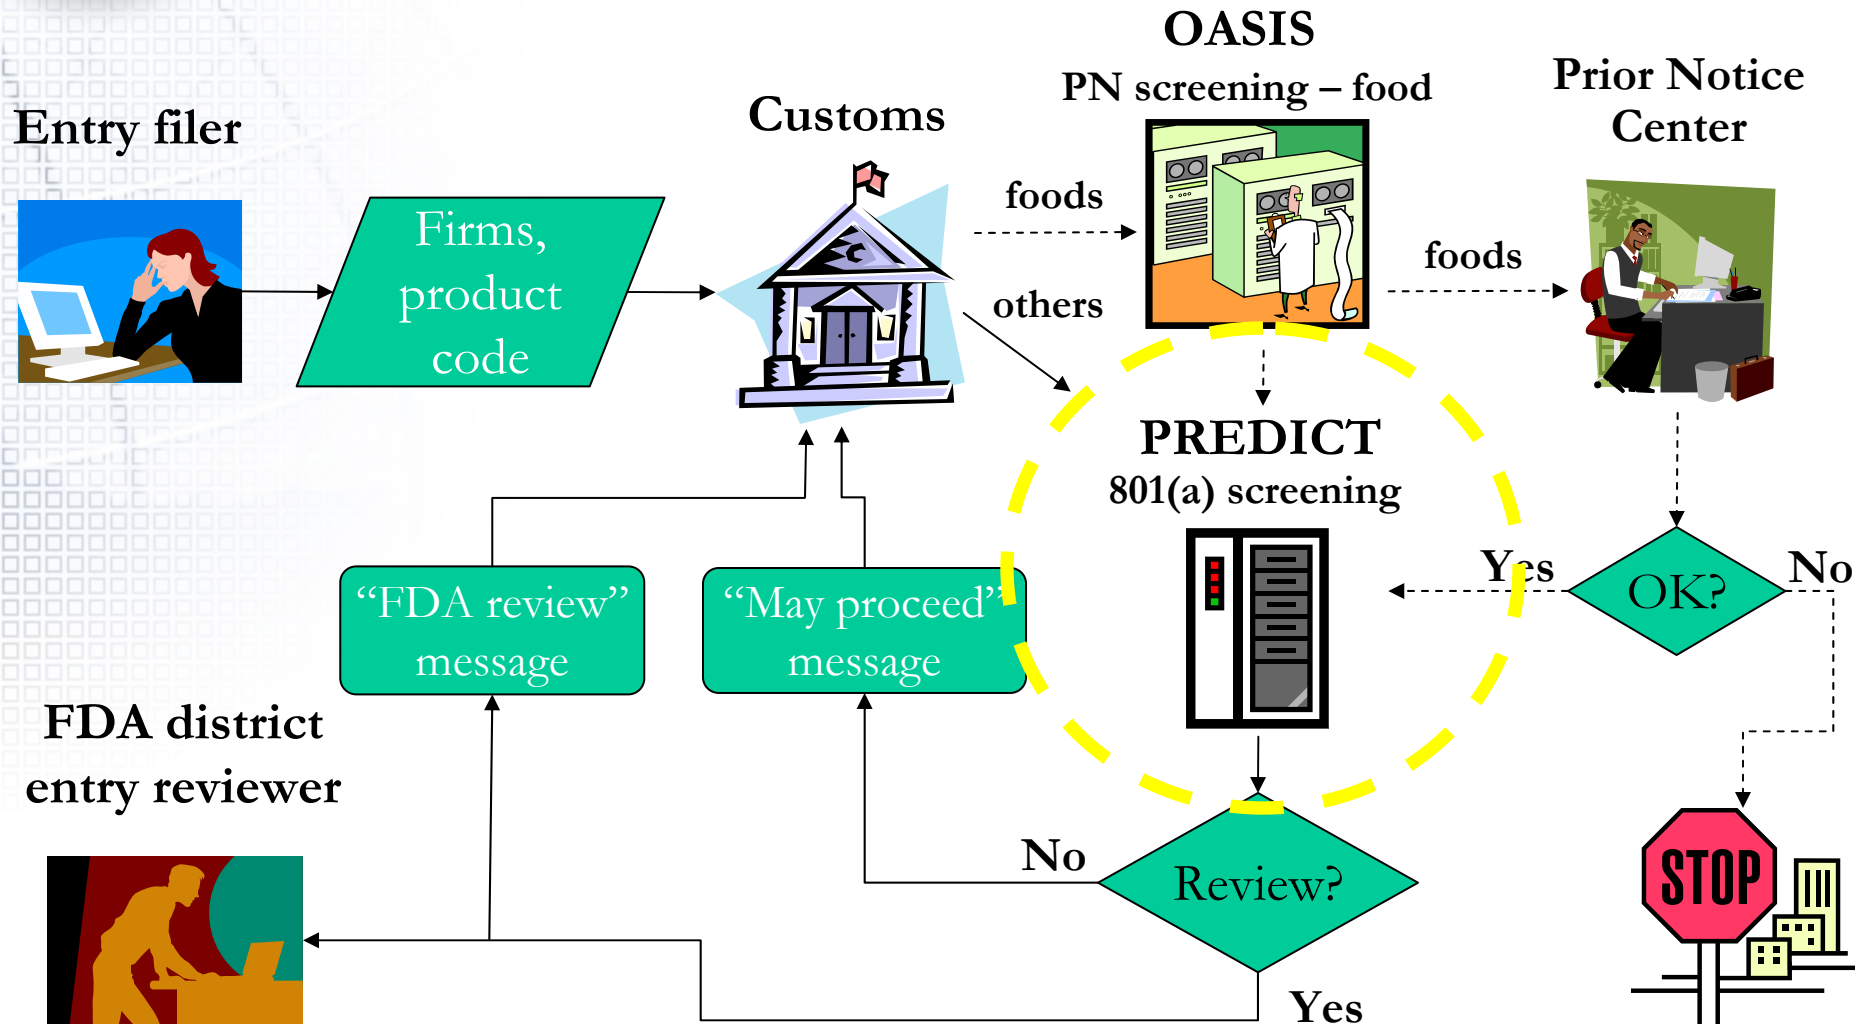 OASIS
PN screening – food
Prior Notice
Center
Customs
Entry filer
Firms,
product
code
foods
others
foods
PREDICT
801(a) screening
Yes
OK?
No
“FDA review”
message
“May proceed”
message
FDA district
entry reviewer
No
Review?
Yes
STOP